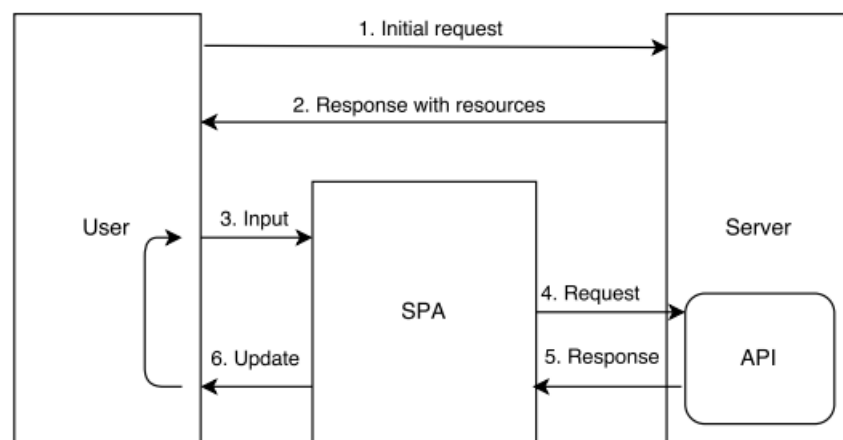 1. Initial request
2. Response with resources
User
3. Input
Server
SPA
4. Request
6. Update
5. Response
API